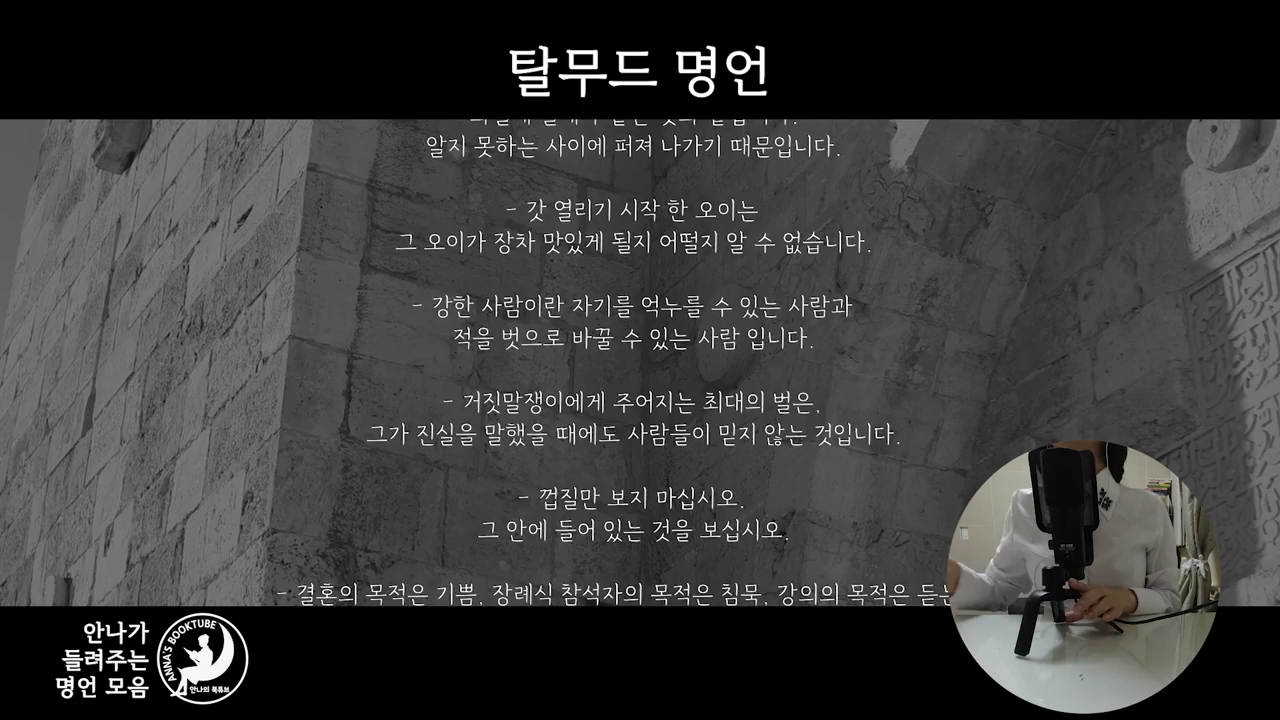 탈무드 명언
알지 못하는 사이에 퍼져 나가기 때문입니다.
- 갓 열리기 시작 한 오이는
그 오이가 장차 맛있게 될지 어떨지 알 수 없습니다.
- 강한 사람이란 자기를 억누를 수 있는 사람과
적을 벗으로 바꿀 수 있는 사람 입니다.
- 거짓말쟁이에게 주어지는 최대의 벌은,
그가 진실을 말했을 때에도 사람들이 믿지 않는 것입니다.
- 껍질만 보지 마십시오.
그 안에 들어 있는 것을 보십시오.
- 결혼의 목적은 기쁨, 장례식 참석자의 목적은 침묵, 강의의 목적은 듣는
안나가
들려주는
명언 모음
ANNA'S BOOKTUBE
안나의 북튜브